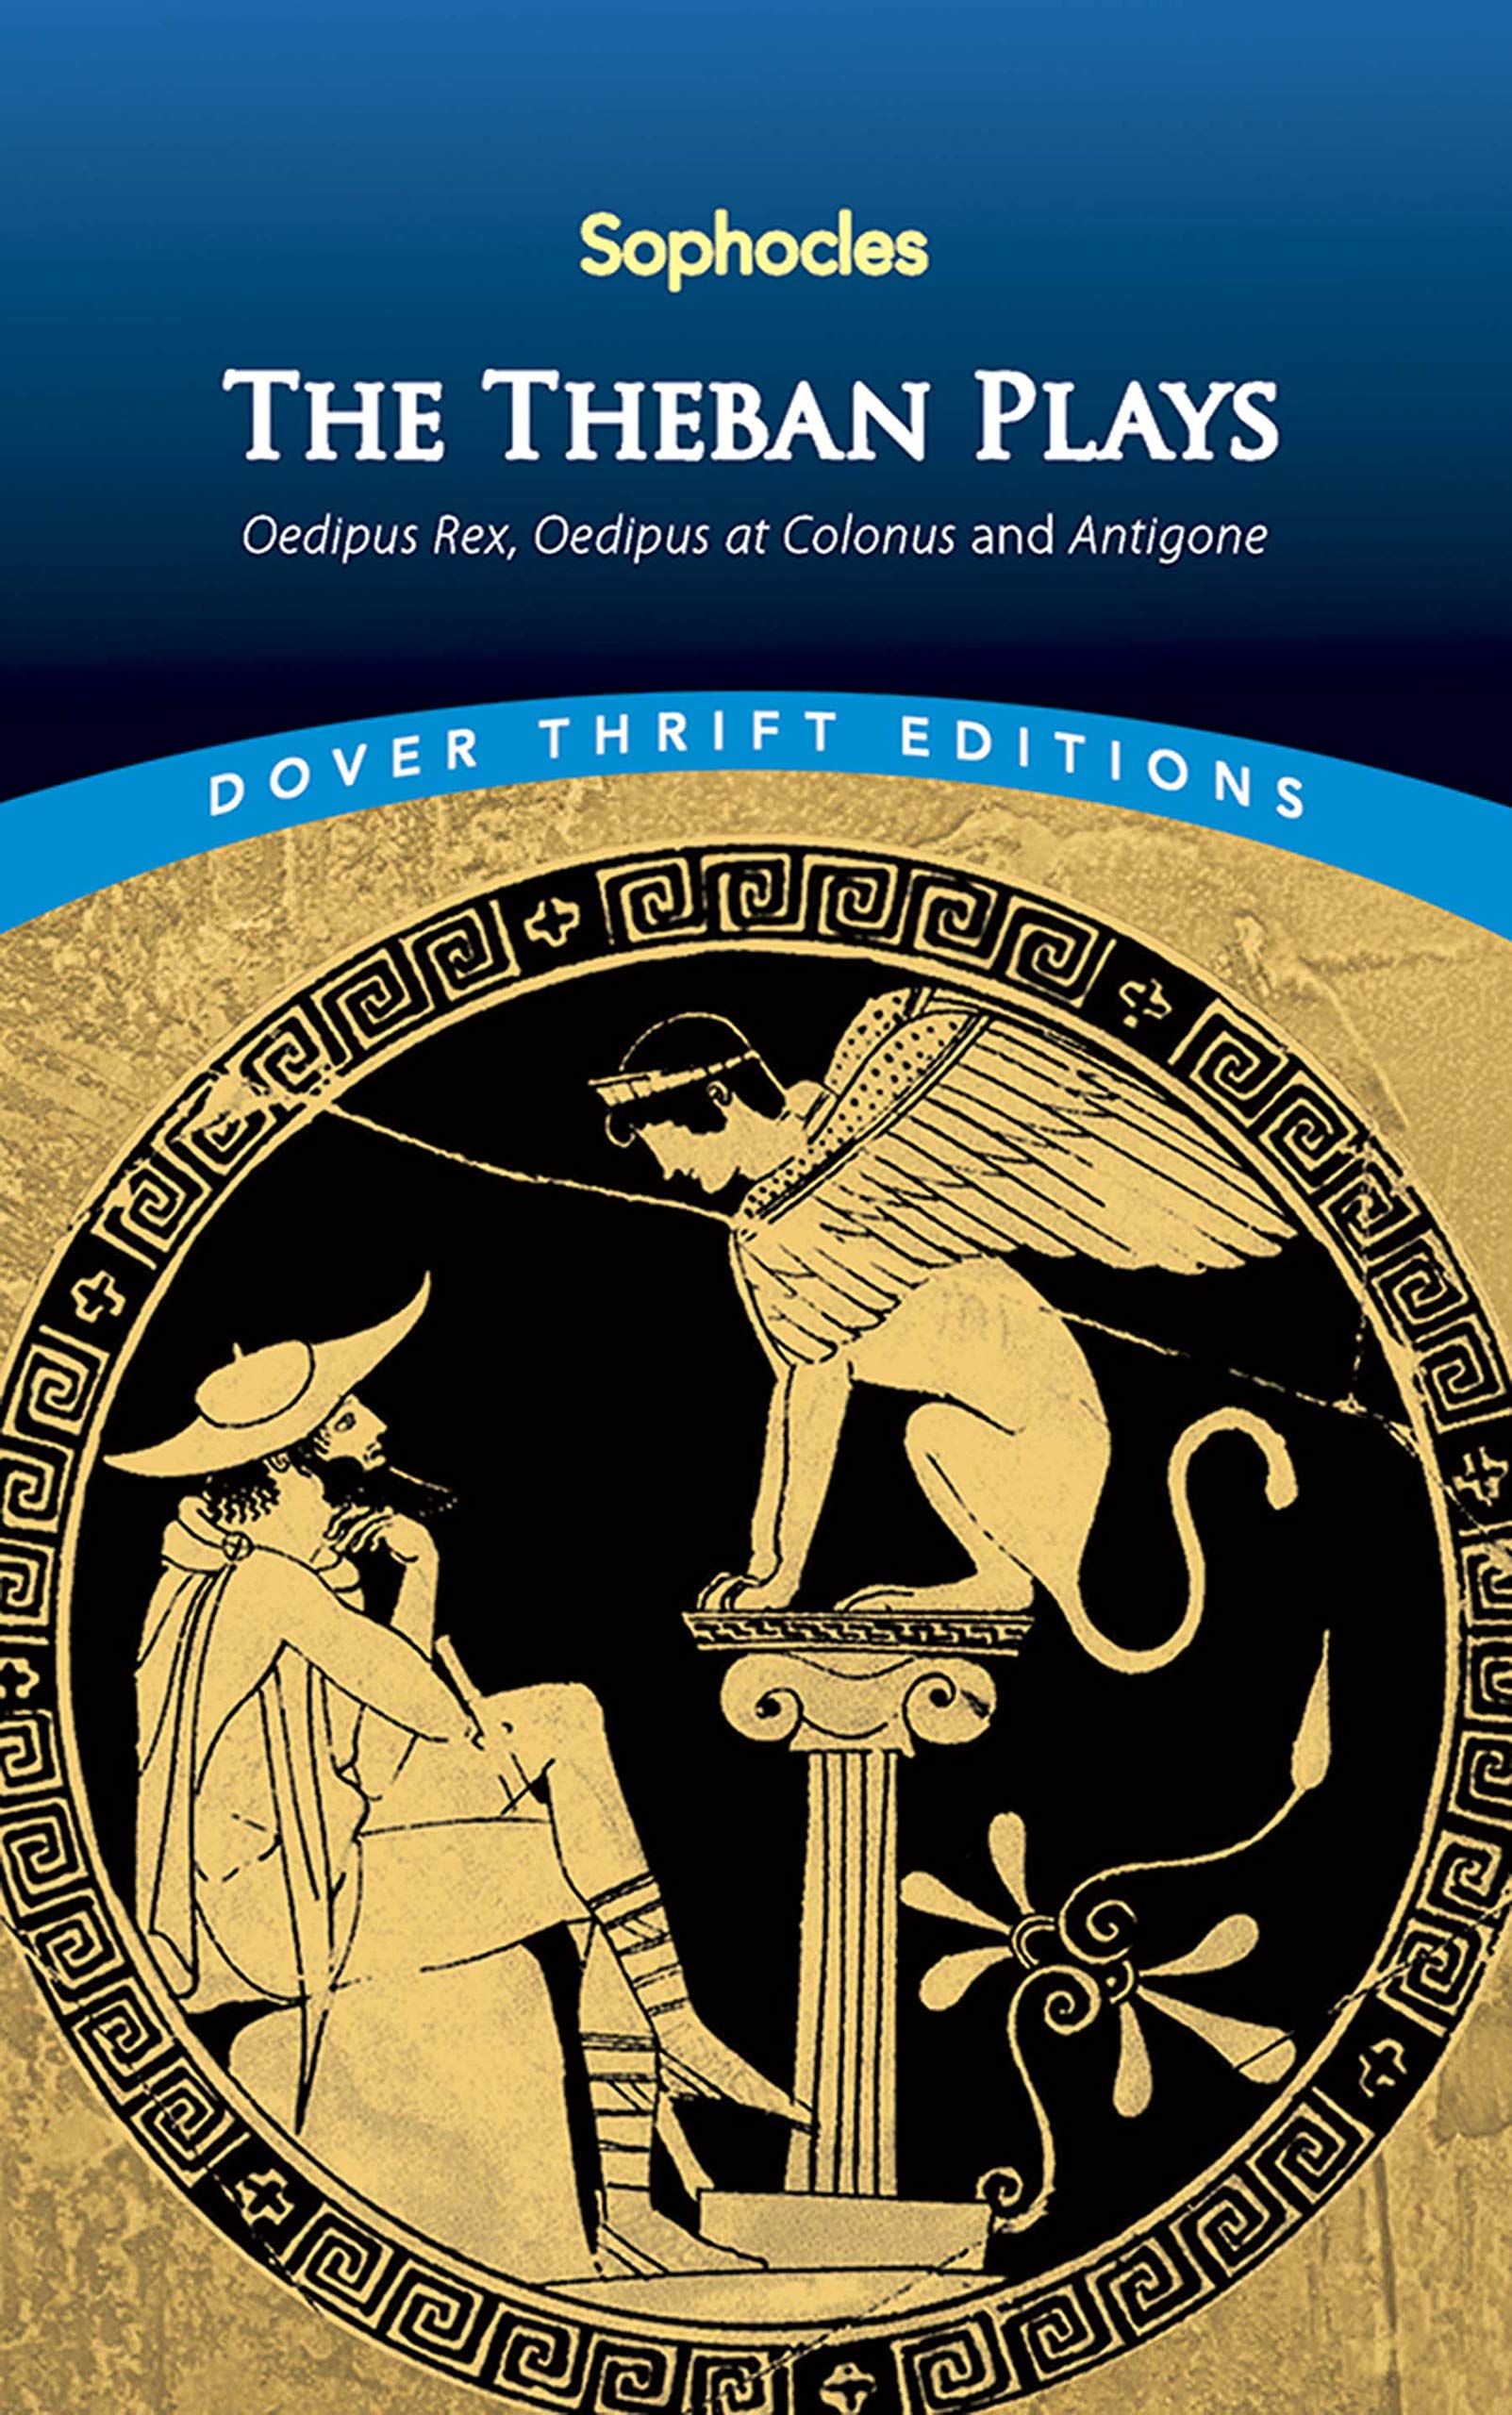 Sophocles
THE THEBAN PLAYS
Oedipus Rex, Oedipus at Colonus and Antigone
DOVER THRIFT EDITIONS